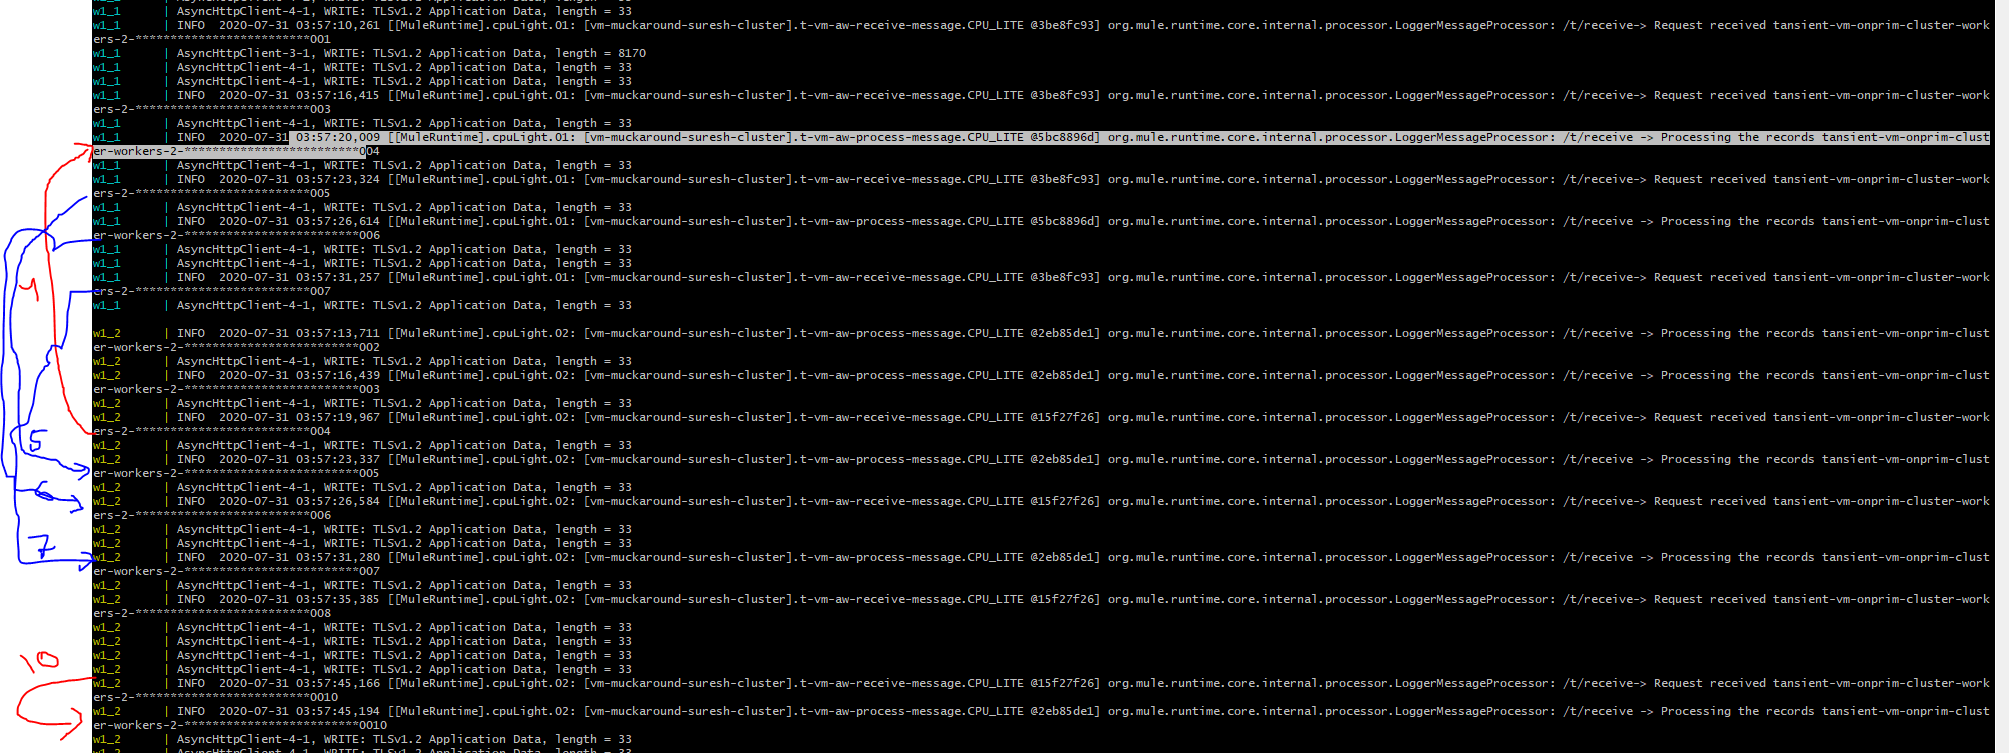 w1_1 | AsyncHttpClient-4-1, WRITE: TLSv1.2 Application Data, length = 33
w1_1 | INFO 2020-07-31 03:57:10,261 [[MuleRuntime].cpuLight.01: [vm-muckaround-suresh-cluster].t-vm-aw-receive-message.CPU_LITE @3be8fc93] org.mule.runtime.core.internal.processor.LoggerMessageProcessor: /t/receive-> Request received tansient-vm-onprim-cluster-work
ers-2-*************************001
w1_1 | AsyncHttpClient-3-1, WRITE: TLSv1.2 Application Data, length = 8170
w1_1 | AsyncHttpClient-4-1, WRITE: TLSv1.2 Application Data, length = 33
w1_1 | AsyncHttpClient-4-1, WRITE: TLSv1.2 Application Data, length = 33
w1_1 | INFO 2020-07-31 03:57:16,415 [[MuleRuntime].cpuLight.01: [vm-muckaround-suresh-cluster].t-vm-aw-receive-message.CPU_LITE @3be8fc93] org.mule.runtime.core.internal.processor.LoggerMessageProcessor: /t/receive-> Request received tansient-vm-onprim-cluster-work
ers-2-*************************003
w1_1 | AsyncHttpClient-4-1, WRITE: TLSv1.2 Application Data, length = 33
w1_1 | INFO 2020-07-31 03:57:20,009 [[MuleRuntime].cpuLight.01: [vm-muckaround-suresh-cluster].t-vm-aw-process-message.CPU_LITE @5bc8896d] org.mule.runtime.core.internal.processor.LoggerMessageProcessor: /t/receive -> Processing the records tansient-vm-onprim-clust
er-workers-2-*************************004
w1_1 | AsyncHttpClient-4-1, WRITE: TLSv1.2 Application Data, length = 33
w1_1 | INFO 2020-07-31 03:57:23,324 [[MuleRuntime].cpuLight.01: [vm-muckaround-suresh-cluster].t-vm-aw-receive-message.CPU_LITE @3be8fc93] org.mule.runtime.core.internal.processor.LoggerMessageProcessor: /t/receive-> Request received tansient-vm-onprim-cluster-work
ers-2-*************************005
w1_1 | AsyncHttpClient-4-1, WRITE: TLSv1.2 Application Data, length = 33
w1_1 | INFO 2020-07-31 03:57:26,614 [[MuleRuntime].cpuLight.01: [vm-muckaround-suresh-cluster].t-vm-aw-process-message.CPU_LITE @5bc8896d] org.mule.runtime.core.internal.processor.LoggerMessageProcessor: /t/receive -> Processing the records tansient-vm-onprim-clust
er-workers-2-*************************006
w1_1 | AsyncHttpClient-4-1, WRITE: TLSv1.2 Application Data, length = 33
w1_1 | AsyncHttpClient-4-1, WRITE: TLSv1.2 Application Data, length = 33
w1_1 | INFO 2020-07-31 03:57:31,257 [[MuleRuntime].cpuLight.01: [vm-muckaround-suresh-cluster].t-vm-aw-receive-message.CPU_LITE @3be8fc93] org.mule.runtime.core.internal.processor.LoggerMessageProcessor: /t/receive-> Request received tansient-vm-onprim-cluster-work
4
ers-2-*************************007
w1_1 | AsyncHttpClient-4-1, WRITE: TLSv1.2 Application Data, length = 33
w1_2 | INFO 2020-07-31 03:57:13,711 [[MuleRuntime].cpuLight.02: [vm-muckaround-suresh-cluster].t-vm-aw-process-message.CPU_LITE @2eb85de1] org.mule.runtime.core.internal.processor.LoggerMessageProcessor: /t/receive -> Processing the records tansient-vm-onprim-clust
er-workers-2-*************************002
w1_2 | AsyncHttpClient-4-1, WRITE: TLSv1.2 Application Data, length = 33
w1_2 | INFO 2020-07-31 03:57:16,439 [[MuleRuntime].cpuLight.02: [vm-muckaround-suresh-cluster].t-vm-aw-process-message.CPU_LITE @2eb85de1] org.mule.runtime.core.internal.processor.LoggerMessageProcessor: /t/receive -> Processing the records tansient-vm-onprim-clust
er-workers-2-*************************003
w1_2 | AsyncHttpClient-4-1, WRITE: TLSv1.2 Application Data, length = 33
w1_2 | INFO 2020-07-31 03:57:19,967 [[MuleRuntime].cpuLight.02: [vm-muckaround-suresh-cluster].t-vm-aw-receive-message.CPU_LITE @15f27f26] org.mule.runtime.core.internal.processor.LoggerMessageProcessor: /t/receive-> Request received tansient-vm-onprim-cluster-work
ers-2-*************************004
5
w1_2 | AsyncHttpClient-4-1, WRITE: TLSv1.2 Application Data, length = 33
w1_2 | INFO 2020-07-31 03:57:23,337 [[MuleRuntime].cpuLight.02: [vm-muckaround-suresh-cluster].t-vm-aw-process-message.CPU_LITE @2eb85de1] org.mule.runtime.core.internal.processor.LoggerMessageProcessor: /t/receive -> Processing the records tansient-vm-onprim-clust
er-workers-2-*************************005
w1_2 | AsyncHttpClient-4-1, WRITE: TLSv1.2 Application Data, length = 33
6
w1_2 | INFO 2020-07-31 03:57:26,584 [[MuleRuntime].cpuLight.02: [vm-muckaround-suresh-cluster].t-vm-aw-receive-message.CPU_LITE @15f27f26] org.mule.runtime.core.internal.processor.LoggerMessageProcessor: /t/receive-> Request received tansient-vm-onprim-cluster-work
ers-2-*************************006
w1_2 | AsyncHttpClient-4-1, WRITE: TLSv1.2 Application Data, length = 33
w1_2 | AsyncHttpClient-4-1, WRITE: TLSv1.2 Application Data, length = 33
7
w1_2 | INFO 2020-07-31 03:57:31,280 [[MuleRuntime].cpuLight.02: [vm-muckaround-suresh-cluster].t-vm-aw-process-message.CPU_LITE @2eb85de1] org.mule.runtime.core.internal.processor.LoggerMessageProcessor: /t/receive -> Processing the records tansient-vm-onprim-clust
er-workers-2-*************************007
w1_2 | AsyncHttpClient-4-1, WRITE: TLSv1.2 Application Data, length = 33
w1_2 | INFO 2020-07-31 03:57:35,385 [[MuleRuntime].cpuLight.02: [vm-muckaround-suresh-cluster].t-vm-aw-receive-message.CPU_LITE @15f27f26] org.mule.runtime.core.internal.processor.LoggerMessageProcessor: /t/receive-> Request received tansient-vm-onprim-cluster-work
ers-2-*************************008
w1_2 | AsyncHttpClient-4-1, WRITE: TLSv1.2 Application Data, length = 33
w1_2 | AsyncHttpClient-4-1, WRITE: TLSv1.2 Application Data, length = 33
w1_2 | AsyncHttpClient-4-1, WRITE: TLSv1.2 Application Data, length = 33
10
w1_2 | AsyncHttpClient-4-1, WRITE: TLSv1.2 Application Data, length = 33
w1_2 | INFO 2020-07-31 03:57:45,166 [[MuleRuntime].cpuLight.02: [vm-muckaround-suresh-cluster].t-vm-aw-receive-message.CPU_LITE @15f27f26] org.mule.runtime.core.internal.processor.LoggerMessageProcessor: /t/receive-> Request received tansient-vm-onprim-cluster-work
ers-2-*************************0010
w1_2 | INFO 2020-07-31 03:57:45,194 [[MuleRuntime].cpuLight.02: [vm-muckaround-suresh-cluster].t-vm-aw-process-message.CPU_LITE @2eb85de1] org.mule.runtime.core.internal.processor.LoggerMessageProcessor: /t/receive -> Processing the records tansient-vm-onprim-clust
er-workers-2-*************************0010
w1_2 | AsyncHttpClient-4-1, WRITE: TLSv1.2 Application Data, length = 33
w1_2 | AsyncHttpClient-4-1, WRITE: TLSv1.2 Application Data, length = 33